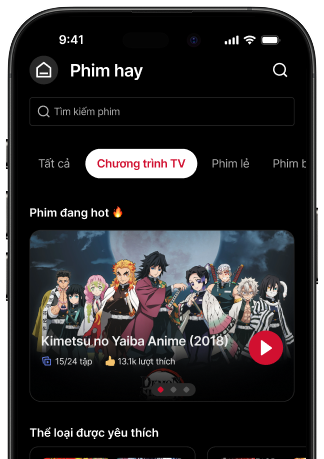 9:41
Phim hay
Tìm kiếm phim
Tất cả
Chương trình TV
Phim lẻ
Phim b
Phim đang hot 🔥
Kimetsu no Yaiba Anime (2018)
15/24 tập
👍 13.1k lượt thích
Thể loại được yêu thích